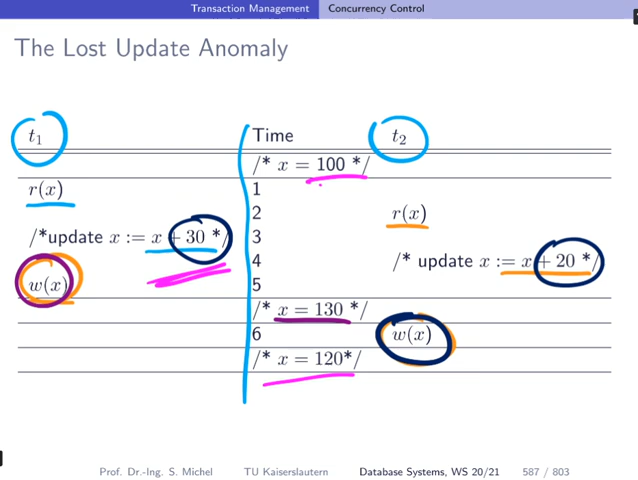 Transaction Management Concurrency Control
The Lost Update Anomaly
t₁ Time t₂
/* x = 100 */
r(x) 1
2 r(x)
/*update x := x + 30 */ 3
4 /* update x := x + 20 */
w(x) 5
/* x = 130 */
6 w(x)
/* x = 120*/
Prof. Dr.-Ing. S. Michel TU Kaiserslautern Database Systems, WS 20/21 587 / 803